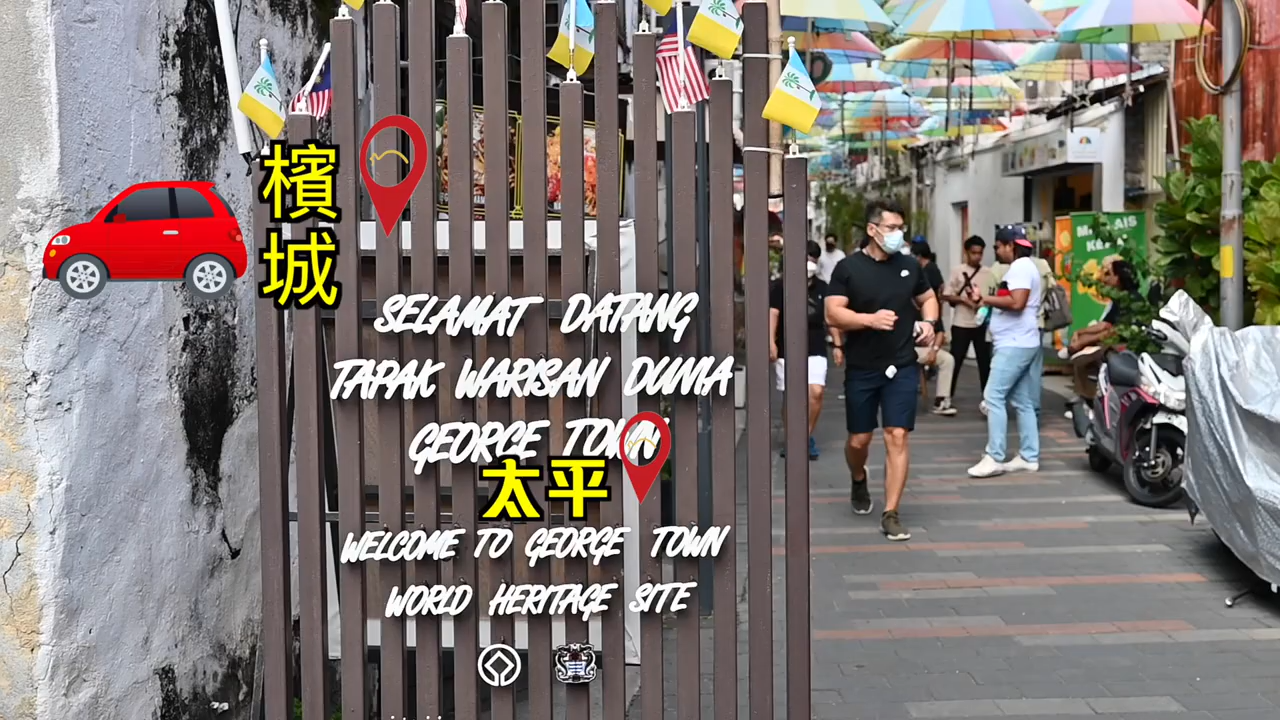 檳城
SELAMAT DATANG
TAPAK WARISAN DUNIA
GEORGE TOWN
太平
WELCOME TO GEORGE TOWN
WORLD HERITAGE SITE